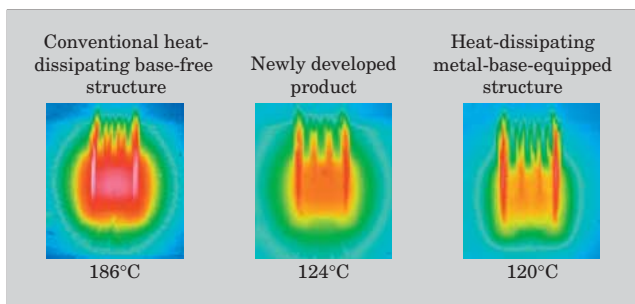 Conventional heat-
dissipating base-free
structure
186°C
Newly developed
product
124°C
Heat-dissipating
metal-base-equipped
structure
120°C